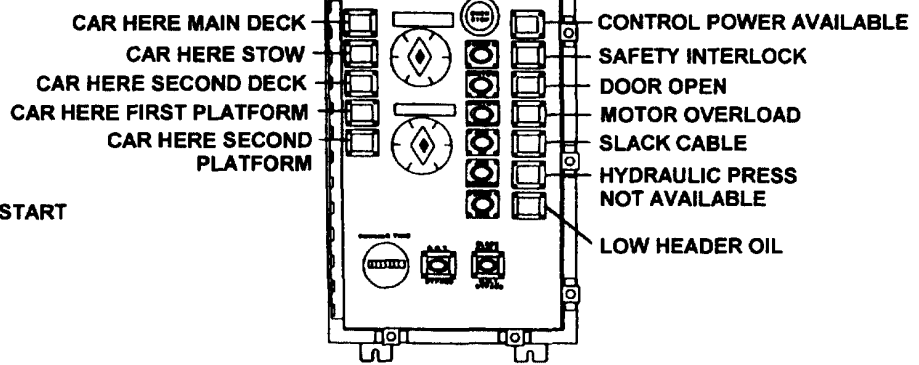 CAR HERE MAIN DECK
CAR HERE STOW
CAR HERE SECOND DECK
CAR HERE FIRST PLATFORM
CAR HERE SECOND
PLATFORM
START
CONTROL POWER AVAILABLE
SAFETY INTERLOCK
DOOR OPEN
MOTOR OVERLOAD
SLACK CABLE
HYDRAULIC PRESS
NOT AVAILABLE
LOW HEADER OIL